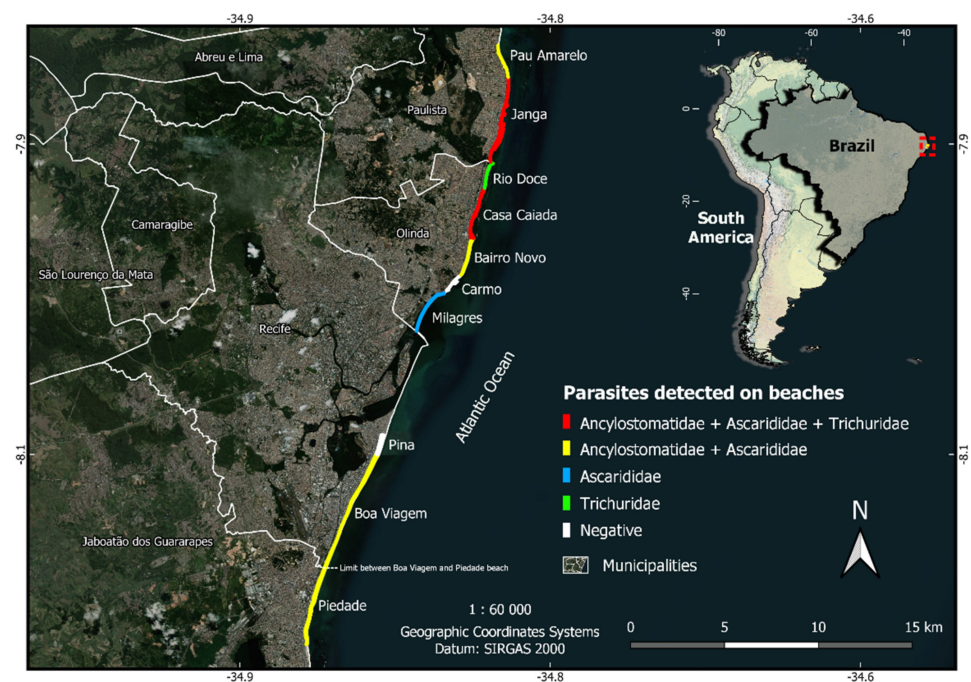 -34.9
-34.8
-34.6
-80
-60
-40
Abreu e Lima
Pau Amarelo
Paulista
Janga
0
Brazil
-7.9
-7.9
Rio Doce
-20
Camaragibe
Casa Caiada
South
America
Olinda
Bairro Novo
São Lourenço da Mata
Carmo
-40
Milagres
Recife
Atlantic Ocean
Parasites detected on beaches
Ancylostomatidae + Ascarididae + Trichuridae
Ancylostomatidae + Ascarididae
Ascarididae
Trichuridae
Negative
Municipalities
Pina
-8.1
-8.1
Boa Viagem
N
Jaboatão dos Guararapes
Limit between Boa Viagem and Piedade beach
Piedade
1 : 60 000
Geographic Coordinates Systems
Datum: SIRGAS 2000
0 5 10 15 km
-34.9
-34.8
-34.6